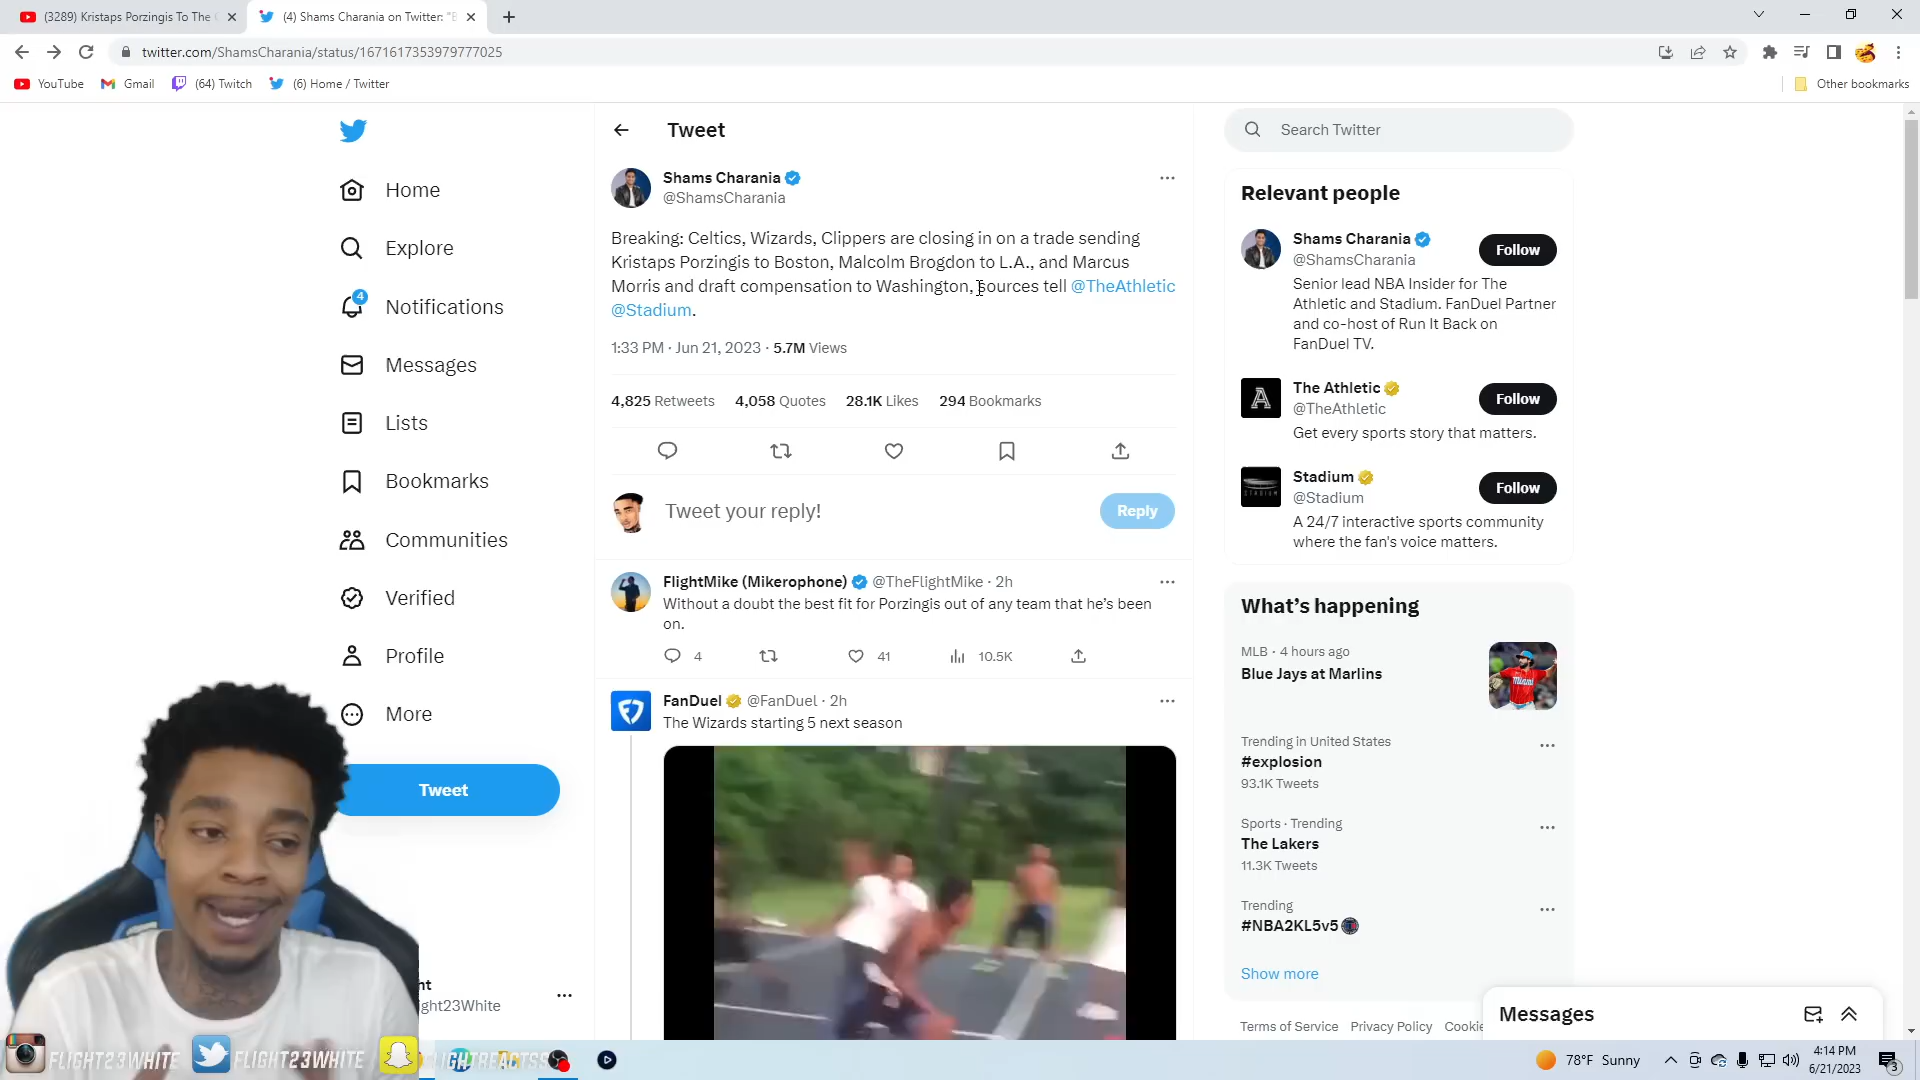 (3289) Kristaps Porzingis To The
(4) Shams Charania on Twitter: "B
twitter.com/ShamsCharania/status/1671617353979777025
YouTube
Gmail
(64) Twitch
(6) Home / Twitter
Other bookmarks
Home
Explore
4
Notifications
Messages
Lists
Bookmarks
Communities
Verified
Profile
More
Tweet
ht
ight23White
Tweet
Shams Charania
@ShamsCharania
Breaking: Celtics, Wizards, Clippers are closing in on a trade sending
Kristaps Porzingis to Boston, Malcolm Brogdon to L.A., and Marcus
Morris and draft compensation to Washington, sources tell @TheAthletic
@Stadium.
1:33 PM · Jun 21, 2023 · 5.7M Views
4,825 Retweets 4,058 Quotes 28.1K Likes 294 Bookmarks
Tweet your reply!
Reply
FlightMike (Mikerophone) @TheFlightMike · 2h
Without a doubt the best fit for Porzingis out of any team that he's been
on.
4 41 10.5K
FanDuel @FanDuel · 2h
The Wizards starting 5 next season
Search Twitter
Relevant people
Shams Charania
@ShamsCharania
Follow
Senior lead NBA Insider for The
Athletic and Stadium. FanDuel Partner
and co-host of Run It Back on
FanDuel TV.
The Athletic
@TheAthletic
Follow
Get every sports story that matters.
Stadium
@Stadium
Follow
A 24/7 interactive sports community
where the fan's voice matters.
What's happening
MLB · 4 hours ago
Blue Jays at Marlins
Trending in United States
#explosion
93.1K Tweets
Sports · Trending
The Lakers
11.3K Tweets
Trending
#NBA2KL5v5
Show more
Terms of Service Privacy Policy Cookie
Messages
FLIGHT23WHITE
FLIGHT23WHITE
FLIGHTREACTSS
78°F Sunny
4:14 PM
6/21/2023
3